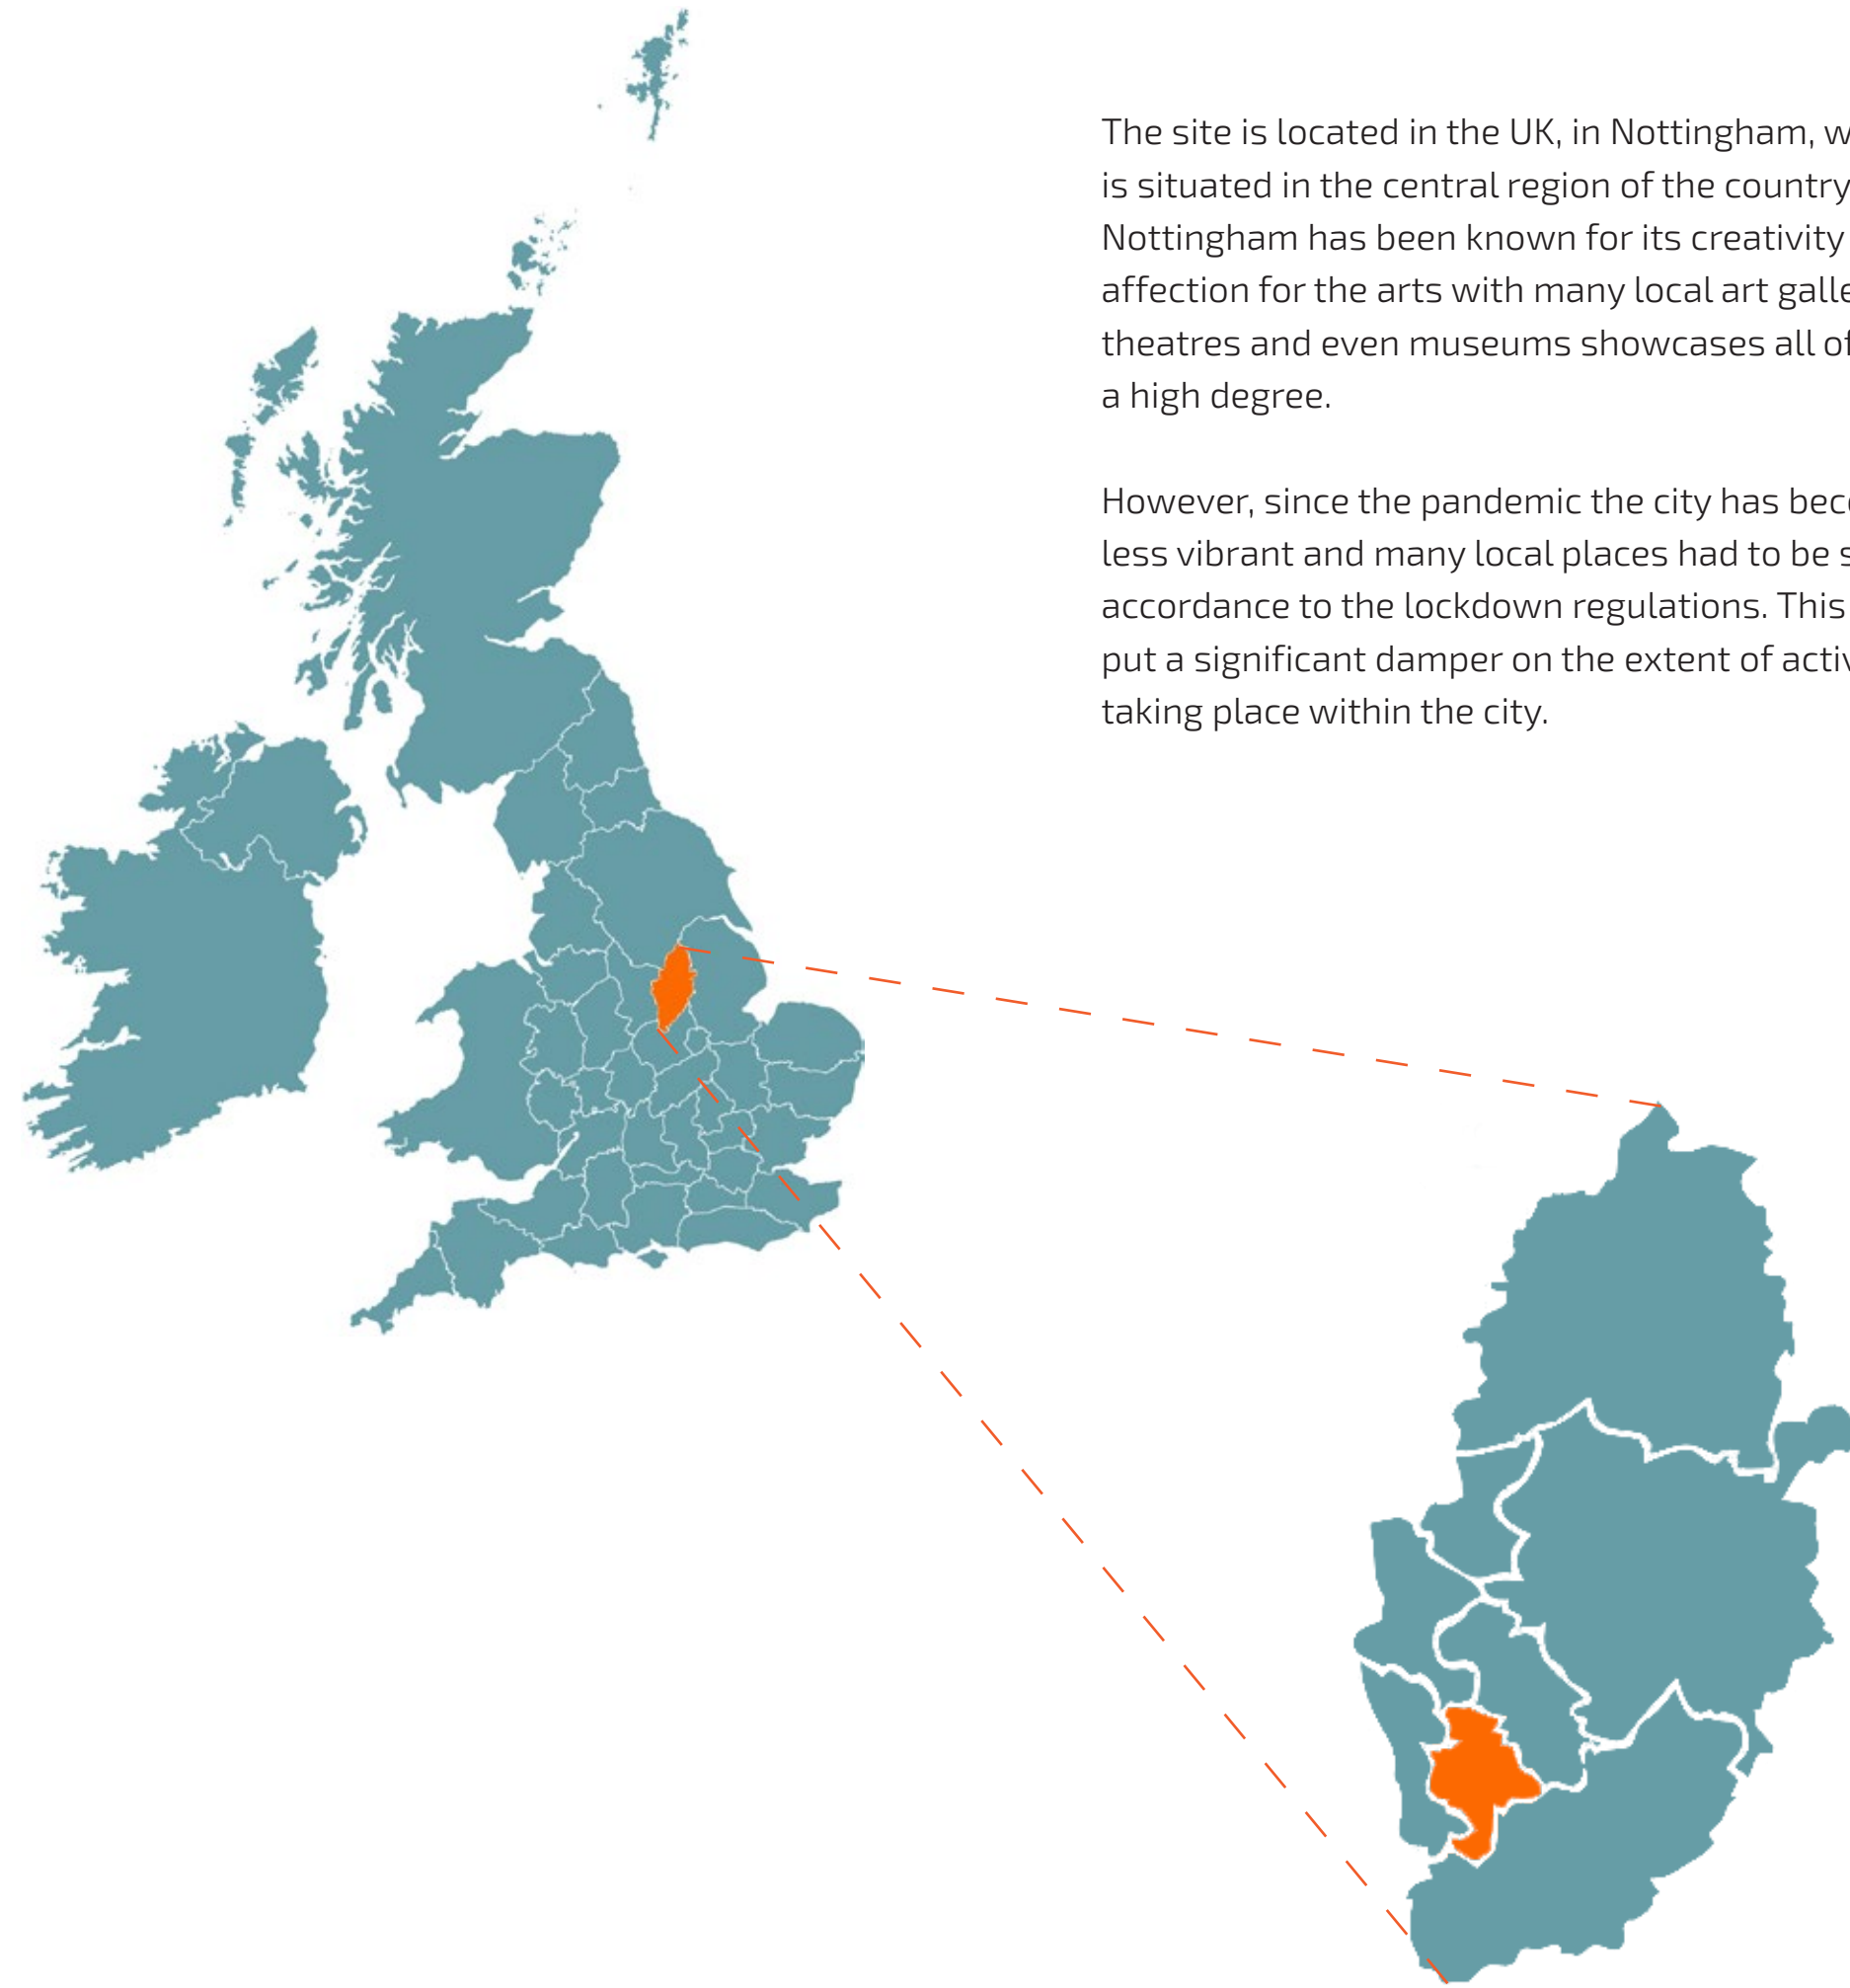 The site is located in the UK, in Nottingham, w
is situated in the central region of the country
Nottingham has been known for its creativity
affection for the arts with many local art galle
theatres and even museums showcases all of
a high degree.
However, since the pandemic the city has beco
less vibrant and many local places had to be s
accordance to the lockdown regulations. This
put a significant damper on the extent of activ
taking place within the city.